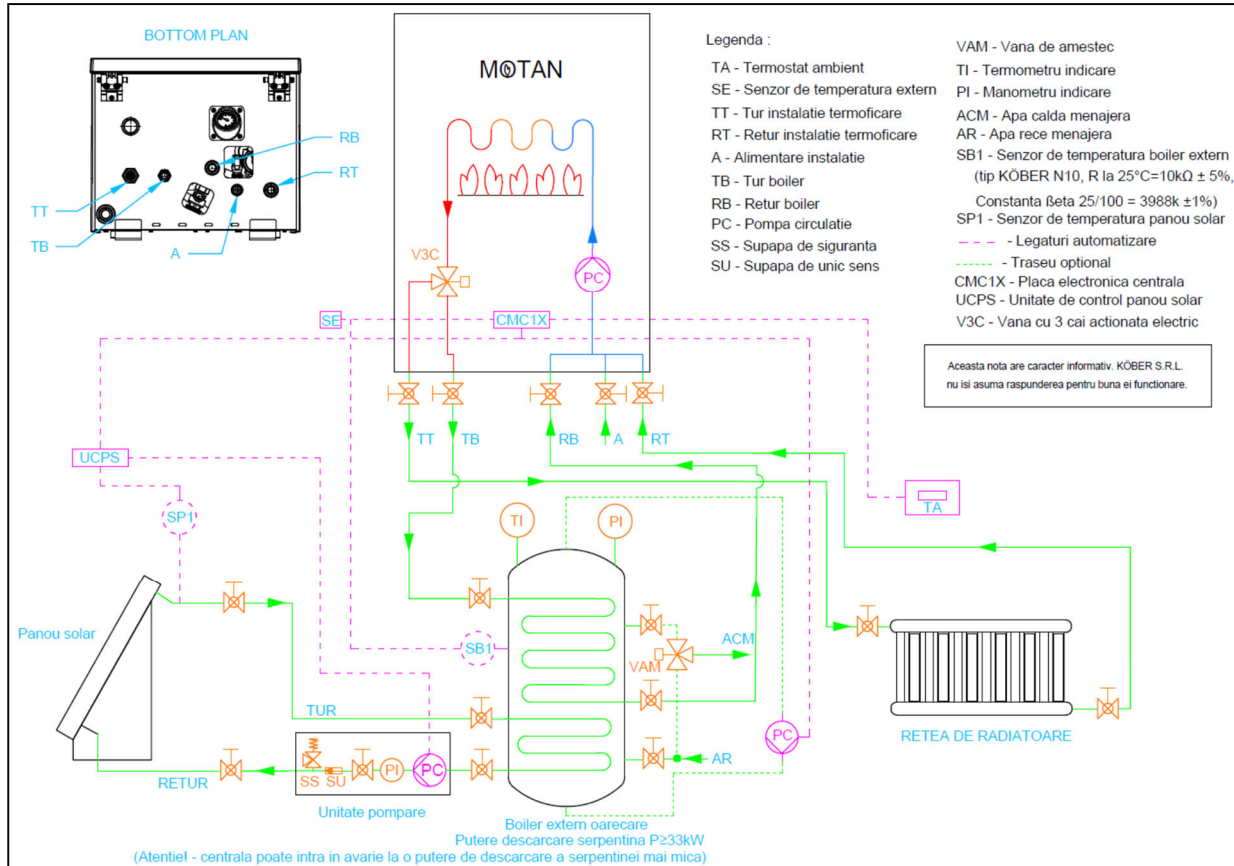 BOTTOM PLAN
RB
RT
TT
TB
A
MOTAN
V3C
PC
SE
CMC1X
TT
TB
RB
A
RT
UCPS
SP1
TA
TI
PI
Panou solar
SB1
VAM
ACM
TUR
RETUR
SS
SU
PI
PC
PC
AR
Unitate pompare
RETEA DE RADIATOARE
Boiler extern oarecare
Putere descarcare serpentina P≥33kW
(Atentie! - centrala poate intra in avarie la o putere de descarcare a serpentinei mai mica)
Legenda :
TA - Termostat ambient
SE - Senzor de temperatura extern
TT - Tur instalatie termoficare
RT - Retur instalatie termoficare
A - Alimentare instalatie
TB - Tur boiler
RB - Retur boiler
PC - Pompa circulatie
SS - Supapa de siguranta
SU - Supapa de unic sens
VAM - Vana de amestec
TI - Termometru indicare
PI - Manometru indicare
ACM - Apa calda menajera
AR - Apa rece menajera
SB1 - Senzor de temperatura boiler extern
(tip KÖBER N10, R la 25°C=10kΩ ± 5%,
Constanta ßeta 25/100 = 3988k ±1%)
SP1 - Senzor de temperatura panou solar
- Legaturi automatizare
- Traseu optional
CMC1X - Placa electronica centrala
UCPS - Unitate de control panou solar
V3C - Vana cu 3 cai actionata electric
Aceasta nota are caracter informativ. KÖBER S.R.L.
nu isi asuma raspunderea pentru buna ei functionare.